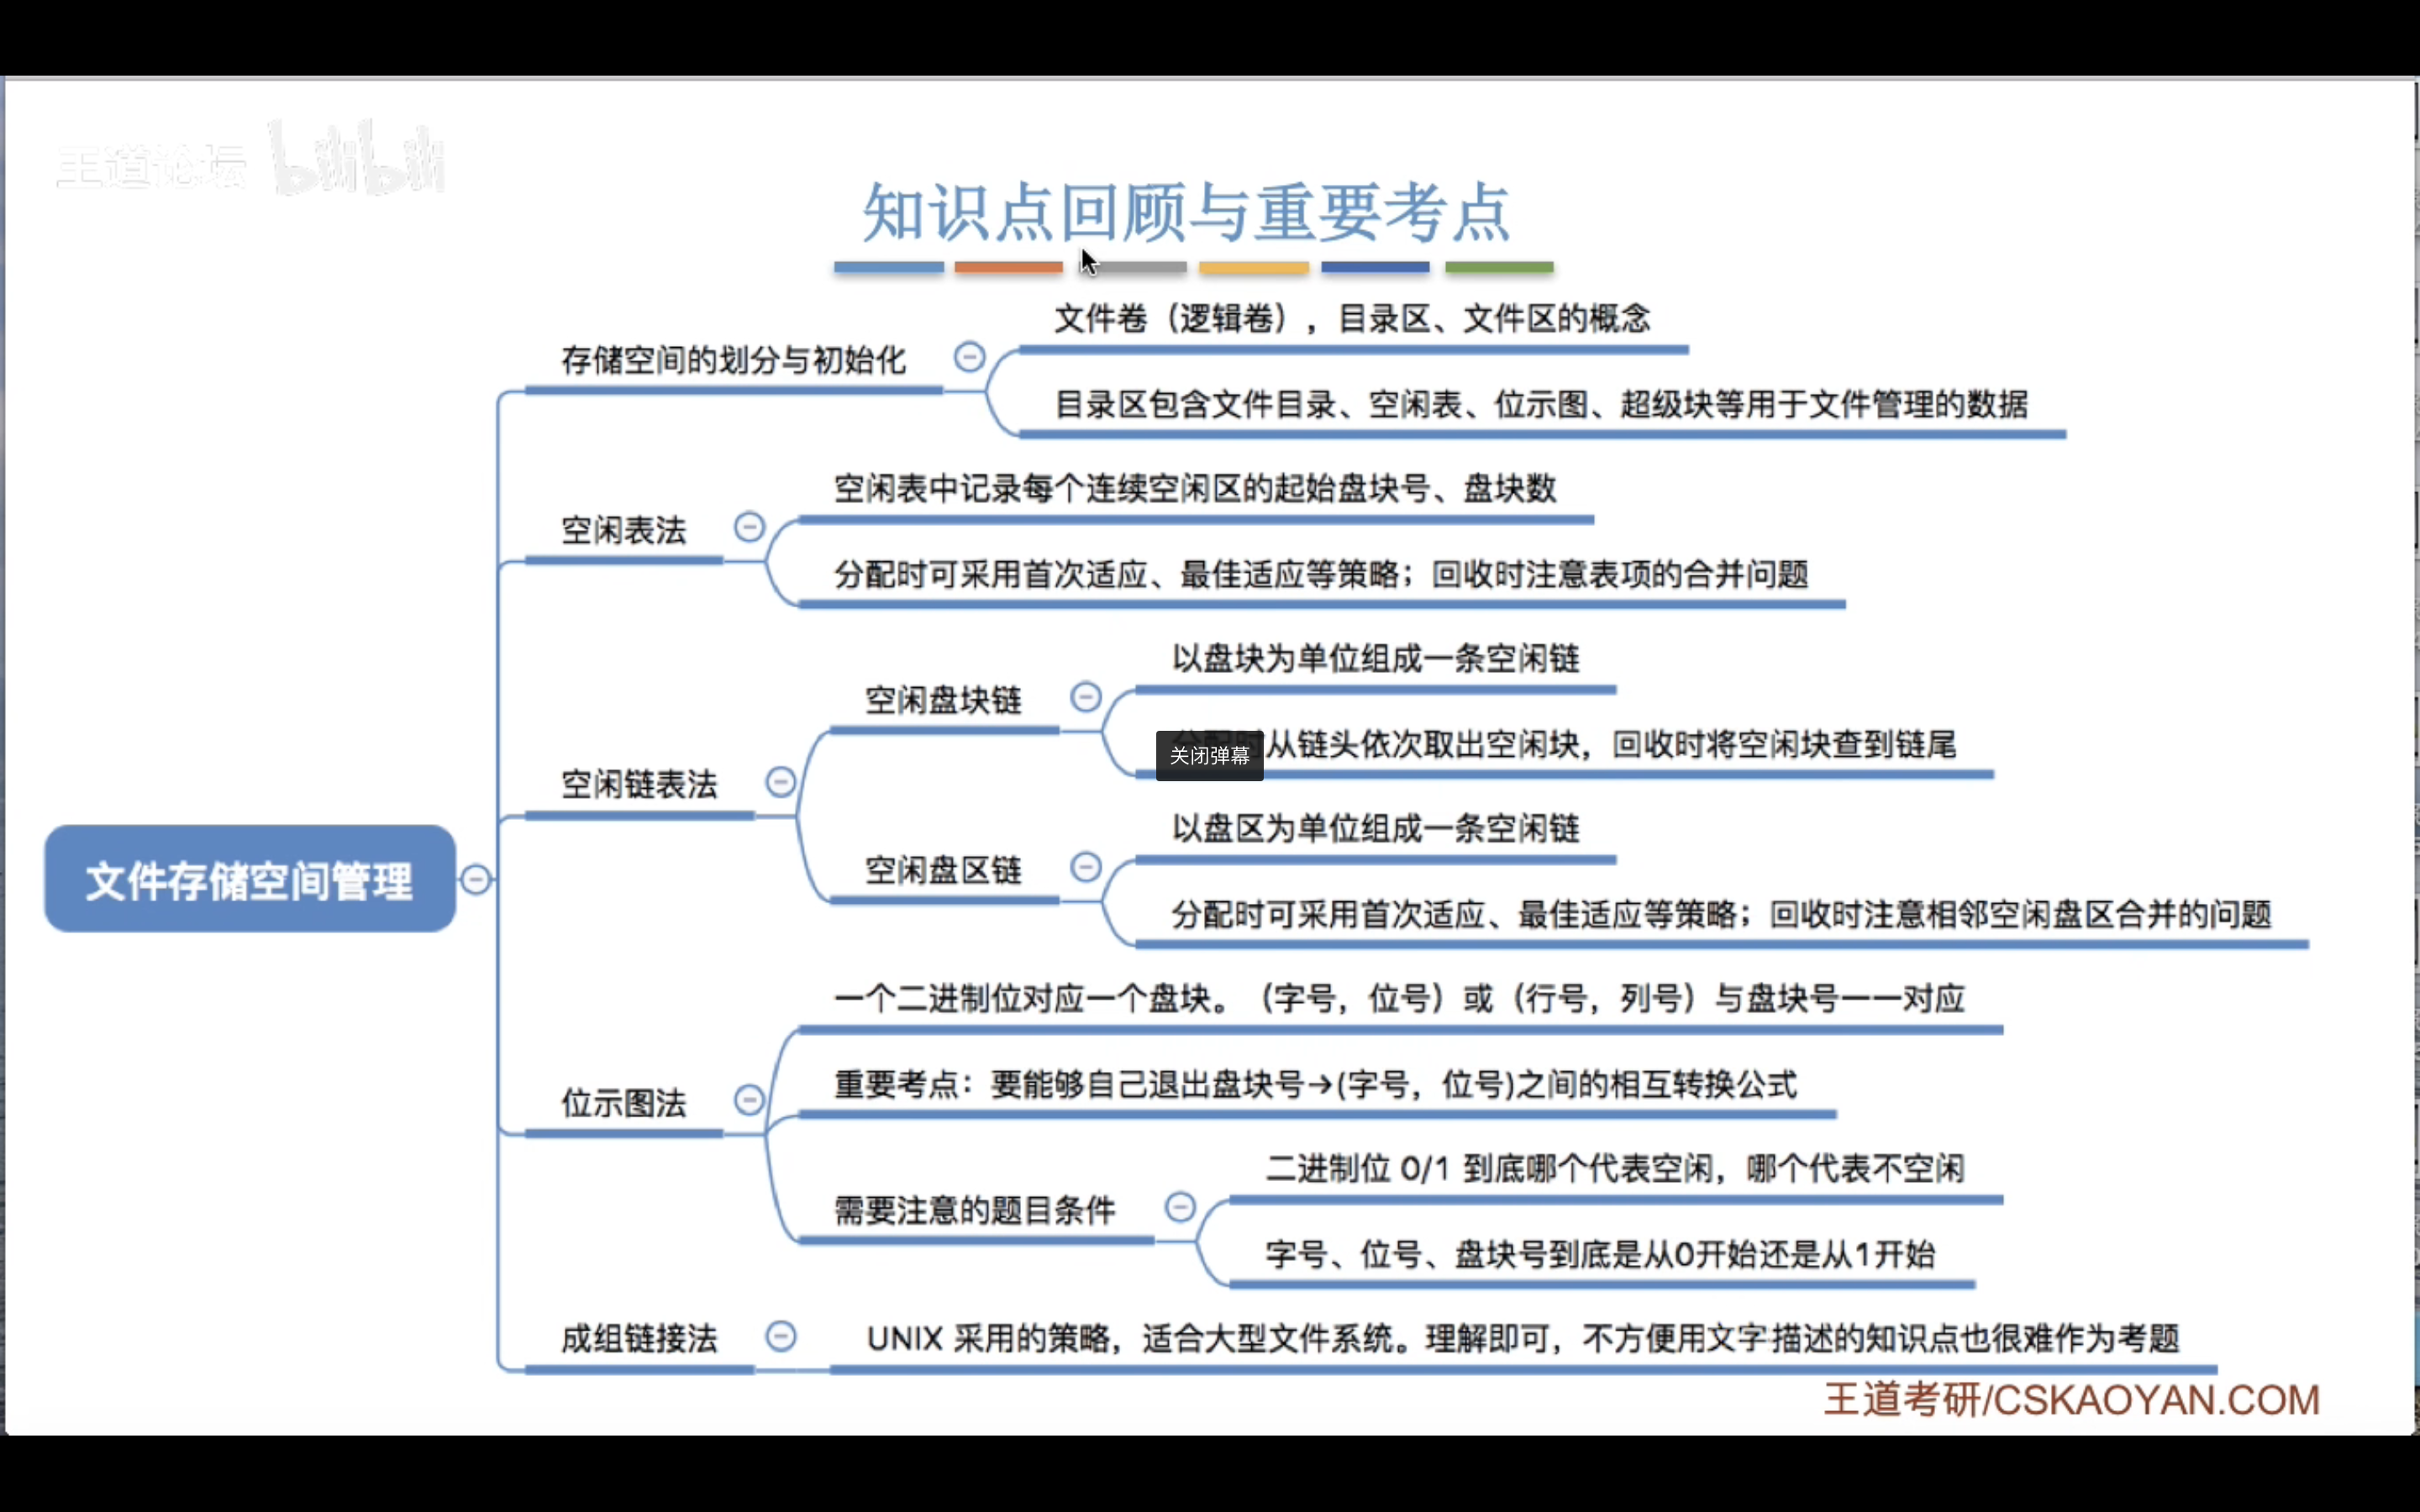 王道论坛 bilibili
知识点回顾与重要考点
文件存储空间管理
存储空间的划分与初始化
文件卷（逻辑卷），目录区、文件区的概念
目录区包含文件目录、空闲表、位示图、超级块等用于文件管理的数据
空闲表法
空闲表中记录每个连续空闲区的起始盘块号、盘块数
分配时可采用首次适应、最佳适应等策略；回收时注意表项的合并问题
空闲链表法
空闲盘块链
以盘块为单位组成一条空闲链
从链头依次取出空闲块，回收时将空闲块查到链尾
关闭弹幕
空闲盘区链
以盘区为单位组成一条空闲链
分配时可采用首次适应、最佳适应等策略；回收时注意相邻空闲盘区合并的问题
位示图法
一个二进制位对应一个盘块。（字号，位号）或（行号，列号）与盘块号一一对应
重要考点：要能够自己退出盘块号→(字号，位号)之间的相互转换公式
需要注意的题目条件
二进制位 0/1 到底哪个代表空闲，哪个代表不空闲
字号、位号、盘块号到底是从0开始还是从1开始
成组链接法
UNIX 采用的策略，适合大型文件系统。理解即可，不方便用文字描述的知识点也很难作为考题
王道考研/CSKAOYAN.COM